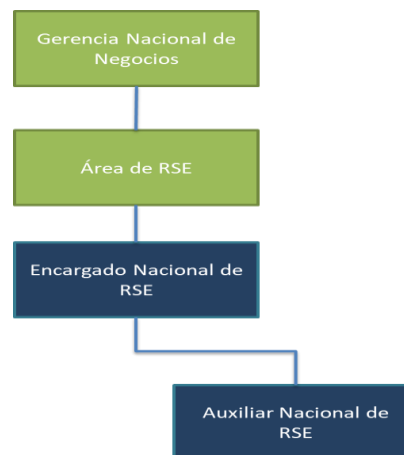 Gerencia Nacional de
Negocios
Área de RSE
Encargado Nacional de
RSE
Auxiliar Nacional de
RSE